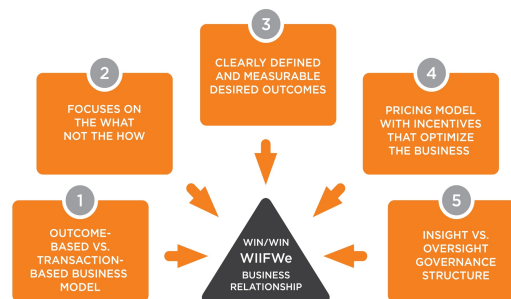 1
OUTCOME-
BASED VS.
TRANSACTION-
BASED BUSINESS
MODEL
2
FOCUSES ON
THE WHAT
NOT THE HOW
3
CLEARLY DEFINED
AND MEASURABLE
DESIRED OUTCOMES
4
PRICING MODEL
WITH INCENTIVES
THAT OPTIMIZE
THE BUSINESS
5
INSIGHT VS.
OVERSIGHT
GOVERNANCE
STRUCTURE
WIN/WIN
WIIFWe
BUSINESS
RELATIONSHIP